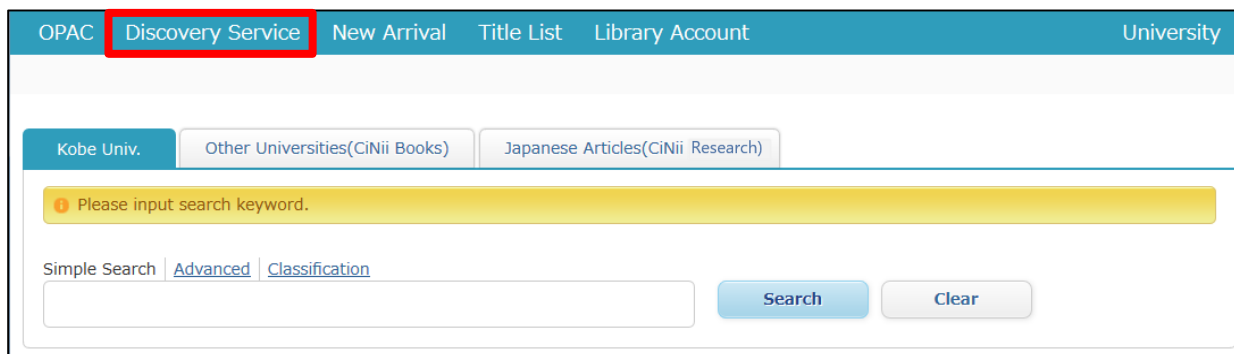 OPAC Discovery Service New Arrival Title List Library Account University
Kobe Univ. Other Universities(CiNii Books) Japanese Articles(CiNii Research)
Please input search keyword.
Simple Search Advanced Classification
Search Clear